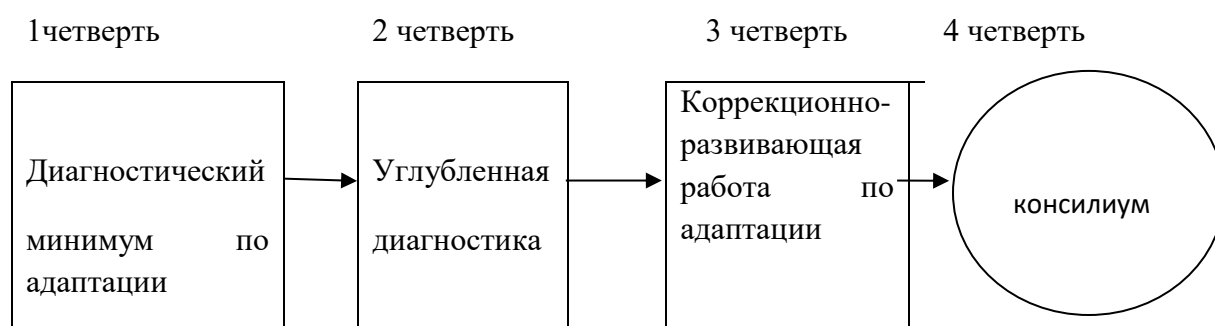 1четверть 2 четверть 3 четверть 4 четверть
Диагностический
минимум по
адаптации
Углубленная
диагностика
Коррекционно-
развивающая
работа по
адаптации
консилиум